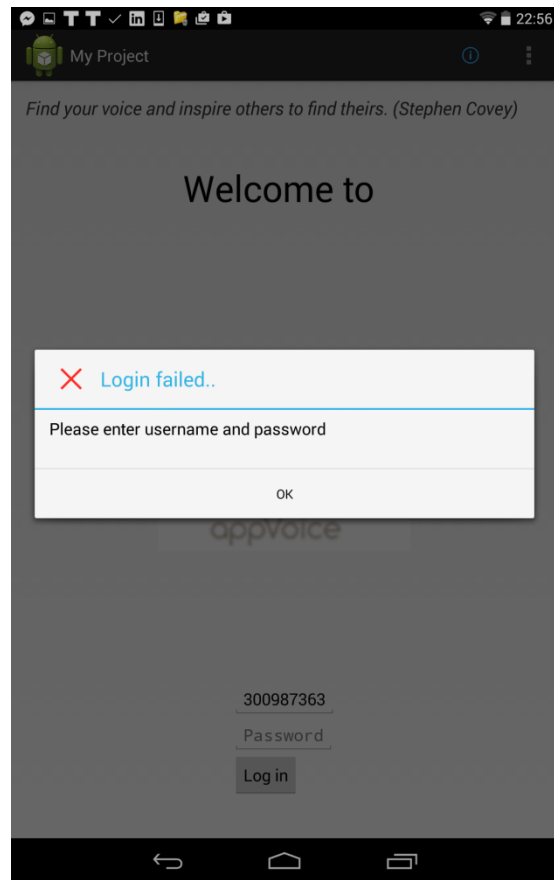 22:56
My Project
Find your voice and inspire others to find theirs. (Stephen Covey)
Welcome to
Login failed..
Please enter username and password
OK
appVoice
300987363
Password
Log in